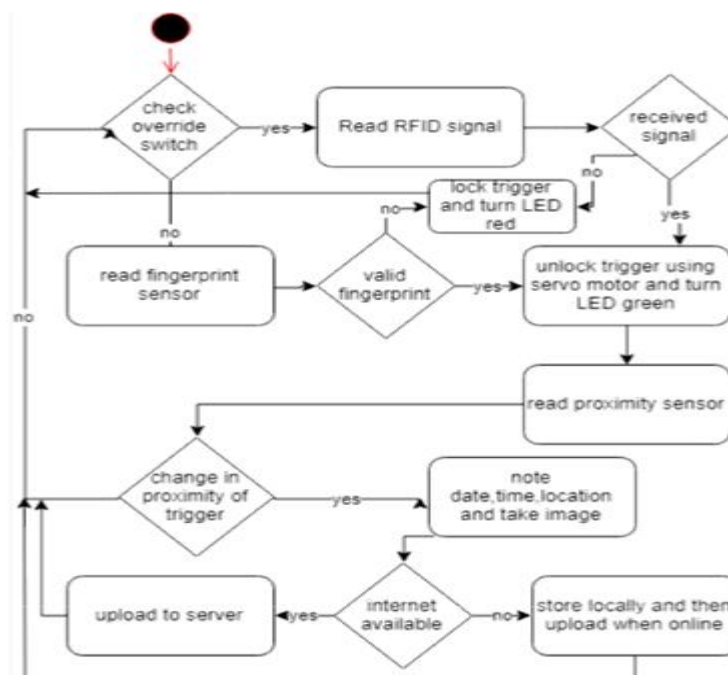 check
override
switch
yes
Read RFID signal
received
signal
no
lock trigger
and turn LED
red
no
yes
no
read fingerprint
sensor
valid
fingerprint
yes
unlock trigger using
servo motor and turn
LED green
no
read proximity sensor
change in
proximity of
trigger
yes
note
date,time,location
and take image
upload to server
yes
internet
available
no
store locally and then
upload when online